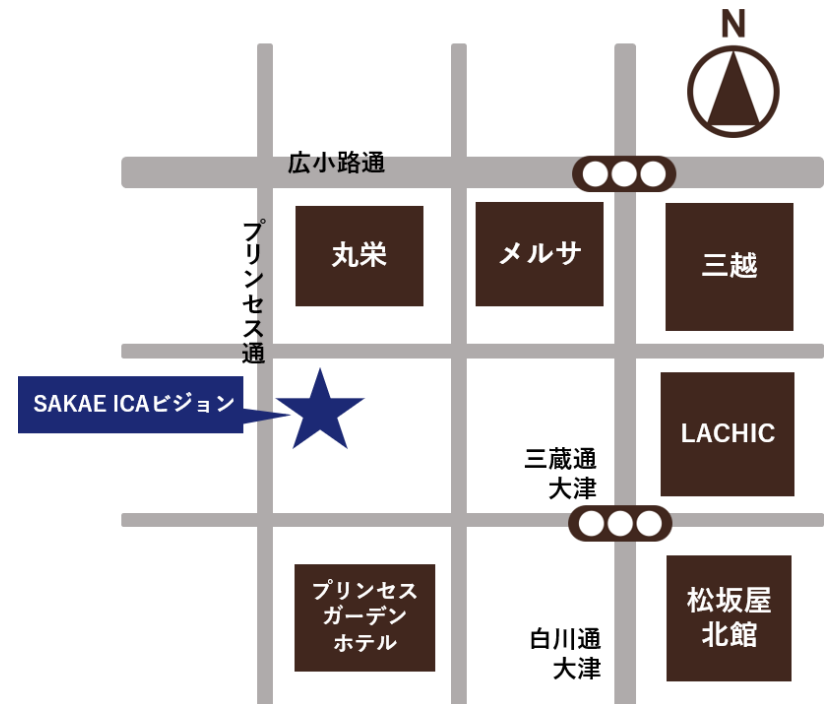 N
広小路通
プリンセス通
丸栄
メルサ
三越
SAKAE ICAビジョン
LACHIC
三蔵通
大津
プリンセス
ガーデン
ホテル
松坂屋
北館
白川通
大津